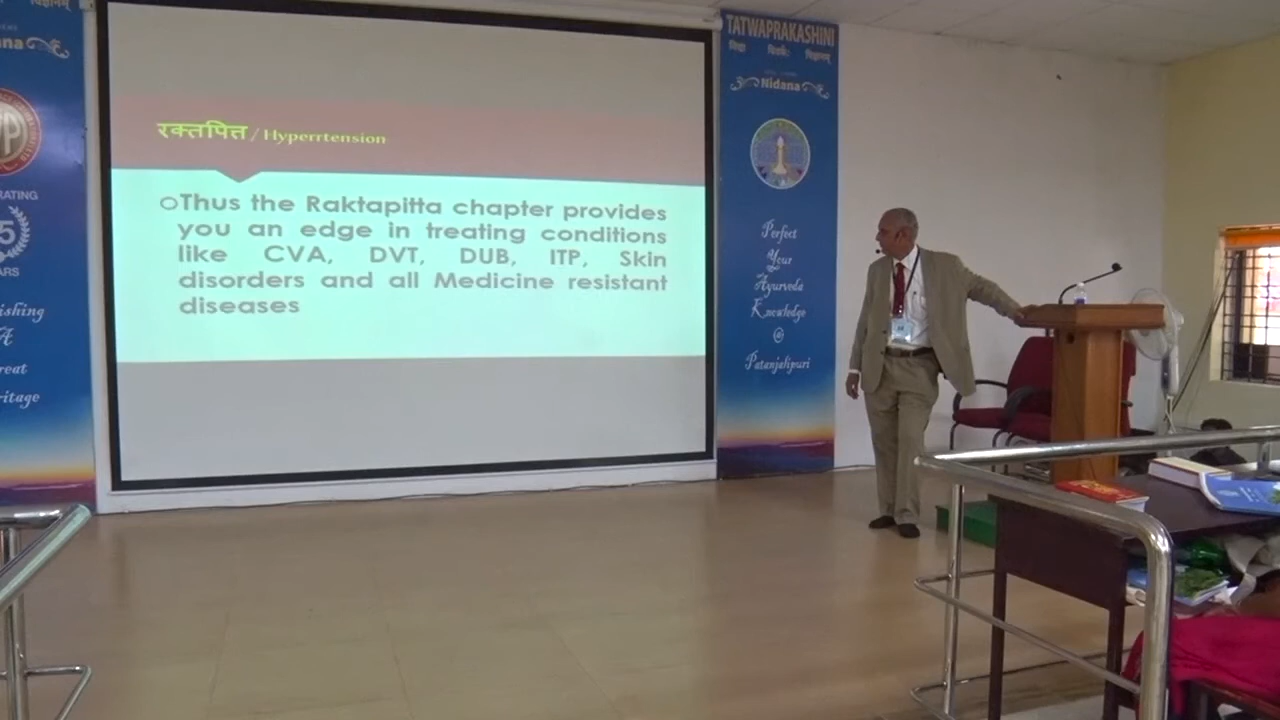 nana
RATING
5
ARS
ishing
A
reat
ritage
रक्तपित्त / Hyperrtension
Thus the Raktapitta chapter provides
you an edge in treating conditions
like CVA, DVT, DUB, ITP, Skin
disorders and all Medicine resistant
diseases
TATWAPRAKASHINI
Nidana
Perfect
Your
Ayurveda
Knowledge
@
Patanjalipuri